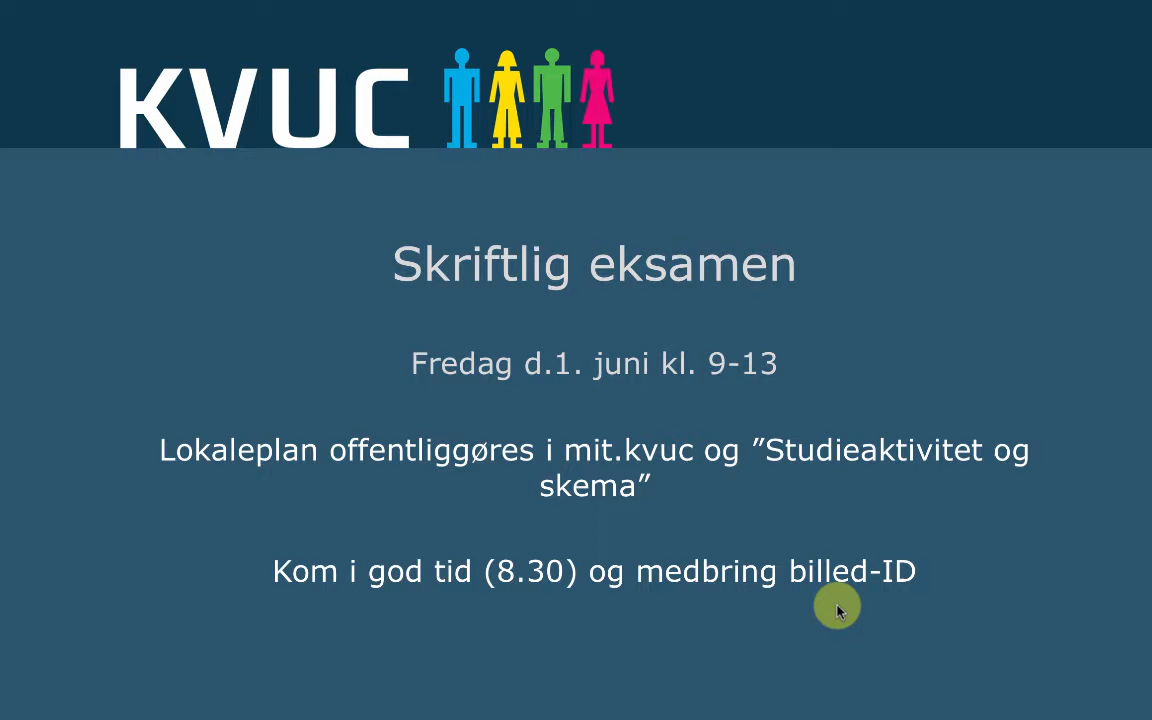 KVUC
Skriftlig eksamen
Fredag d.1. juni kl. 9-13
Lokaleplan offentliggøres i mit.kvuc og ”Studieaktivitet og
skema”
Kom i god tid (8.30) og medbring billed-ID